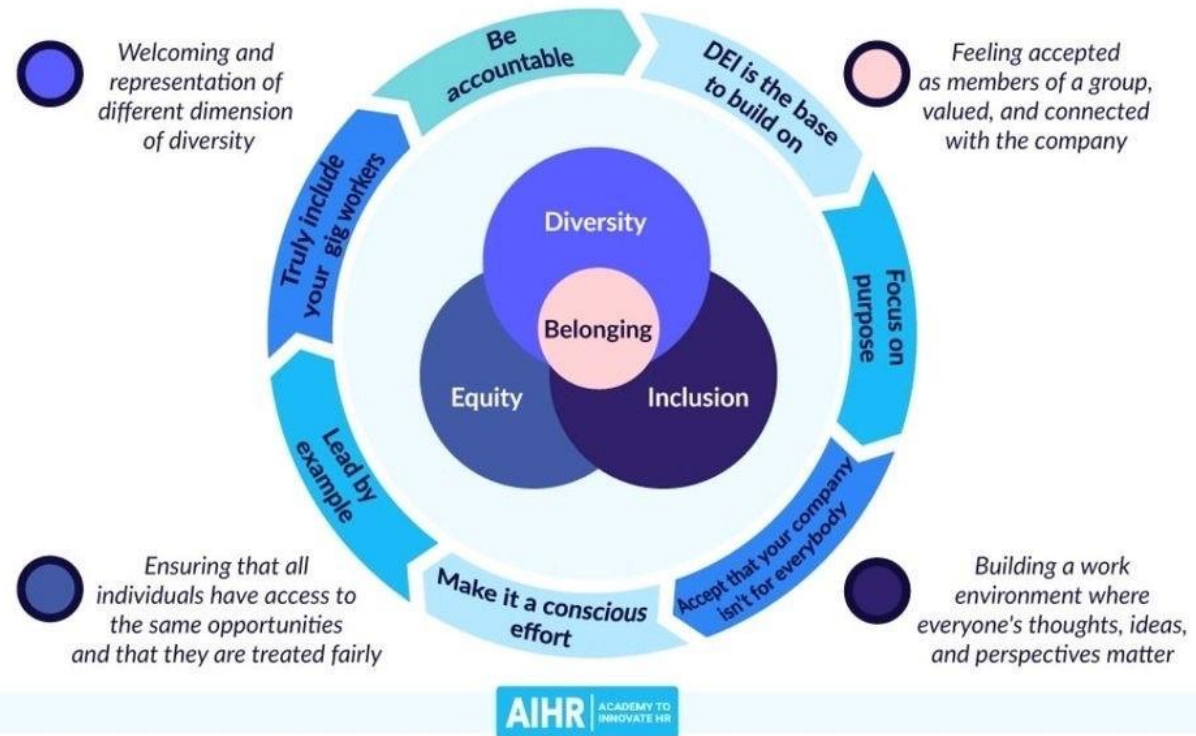 Welcoming and
representation of
different dimension
of diversity
Be
accountable
DEI is the base
to build on
Feeling accepted
as members of a group,
valued, and connected
with the company
Truly include
your gig workers
Diversity
Focus on
purpose
Belonging
Equity
Inclusion
Lead by
example
Accept that your company
isn't for everybody
Make it a conscious
effort
Ensuring that all
individuals have access to
the same opportunities
and that they are treated fairly
Building a work
environment where
everyone's thoughts, ideas,
and perspectives matter
AIHR
ACADEMY TO
INNOVATE HR